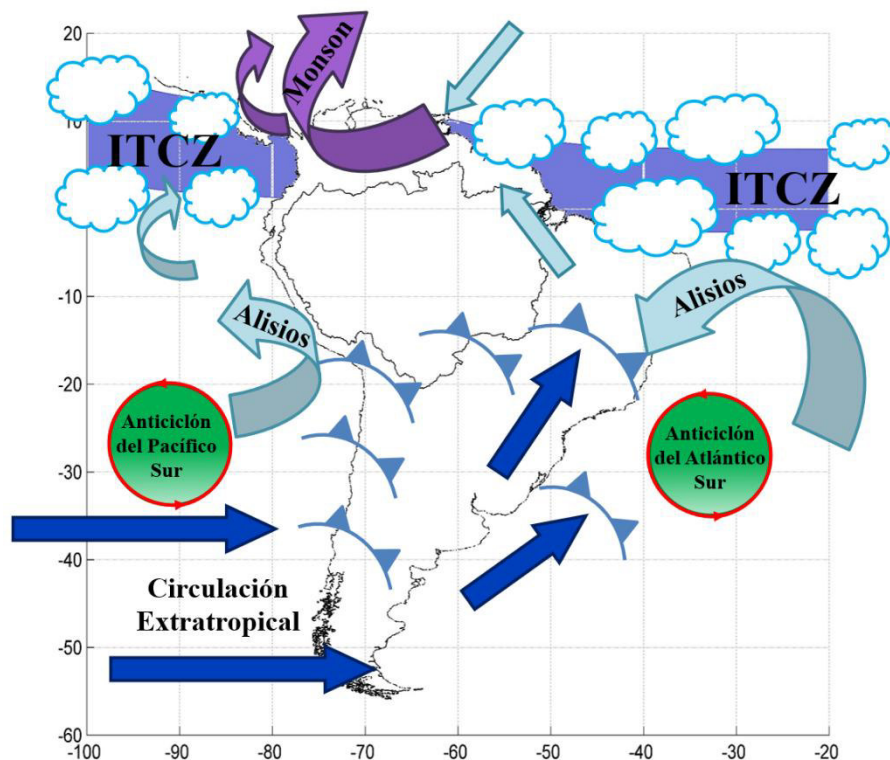 20
Monson
10
ITCZ
ITCZ
-10
Alisios
Alisios
-20
Anticiclón
del Pacífico
Sur
Anticiclón
del Atlántico
Sur
-30
-40
Circulación
Extratropical
-50
-60
-100
-90
-80
-70
-60
-50
-40
-30
-20